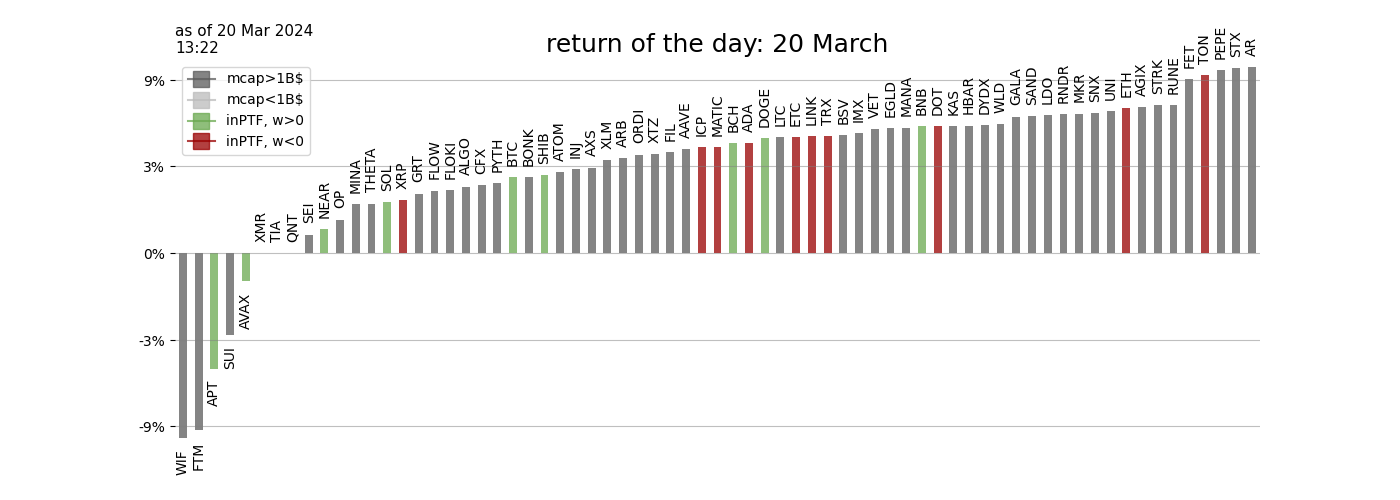 as of 20 Mar 2024
13:22
return of the day: 20 March
mcap>1B$
mcap<1B$
inPTF, w>0
inPTF, w<0
9%
3%
0%
-3%
-9%
WIF
FTM
APT
SUI
AVAX
XMR
TIA
QNT
SEI
NEAR
OP
MINA
THETA
SOL
XRP
GRT
FLOW
FLOKI
ALGO
CFX
PYTH
BTC
BONK
SHIB
ATOM
INJ
AXS
XLM
ARB
ORDI
XTZ
FIL
AAVE
ICP
MATIC
BCH
ADA
DOGE
LTC
ETC
LINK
TRX
BSV
IMX
VET
EGLD
MANA
BNB
DOT
KAS
HBAR
DYDX
WLD
GALA
SAND
LDO
RNDR
MKR
SNX
UNI
ETH
AGIX
STRK
RUNE
FET
TON
PEPE
STX
AR